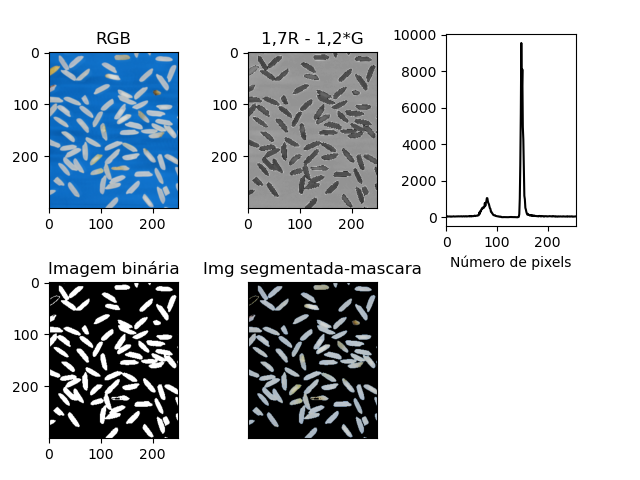 RGB
0
100
200
0 100 200
1,7R - 1,2*G
0
100
200
0 100 200
10000
8000
6000
4000
2000
0
0 100 200
Número de pixels
Imagem binária
0
100
200
0 100 200
Img segmentada-mascara